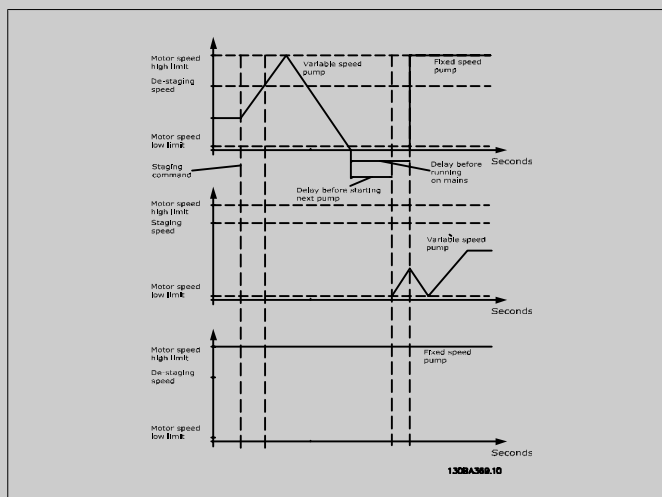 Motor speed
high limit
De-staging
speed
Variable speed
pump
Fixed speed
pump
Motor speed
low limit
Seconds
Staging
command
Delay before starting
next pump
Delay before
running
on mains
Motor speed
high limit
Staging
speed
Variable speed
pump
Motor speed
low limit
Seconds
Motor speed
high limit
Fixed speed
pump
De-staging
speed
Motor speed
low limit
Seconds
130BA369.10